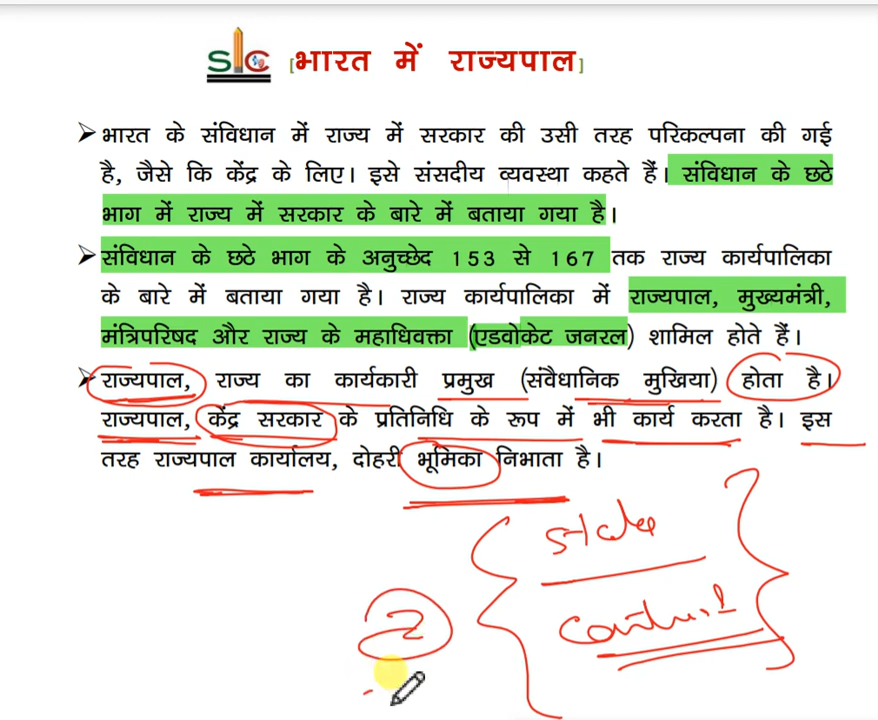 SIC [भारत में राज्यपाल]
➢ भारत के संविधान में राज्य में सरकार की उसी तरह परिकल्पना की गई
है, जैसे कि केंद्र के लिए। इसे संसदीय व्यवस्था कहते हैं। संविधान के छठे
भाग में राज्य में सरकार के बारे में बताया गया है।
➢ संविधान के छठे भाग के अनुच्छेद 153 से 167 तक राज्य कार्यपालिका
के बारे में बताया गया है। राज्य कार्यपालिका में राज्यपाल, मुख्यमंत्री,
मंत्रिपरिषद और राज्य के महाधिवक्ता (एडवोकेट जनरल) शामिल होते हैं।
➢ राज्यपाल, राज्य का कार्यकारी प्रमुख (संवैधानिक मुखिया) होता है।
राज्यपाल, केंद्र सरकार के प्रतिनिधि के रूप में भी कार्य करता है। इस
तरह राज्यपाल कार्यालय, दोहरी भूमिका निभाता है।
state
2